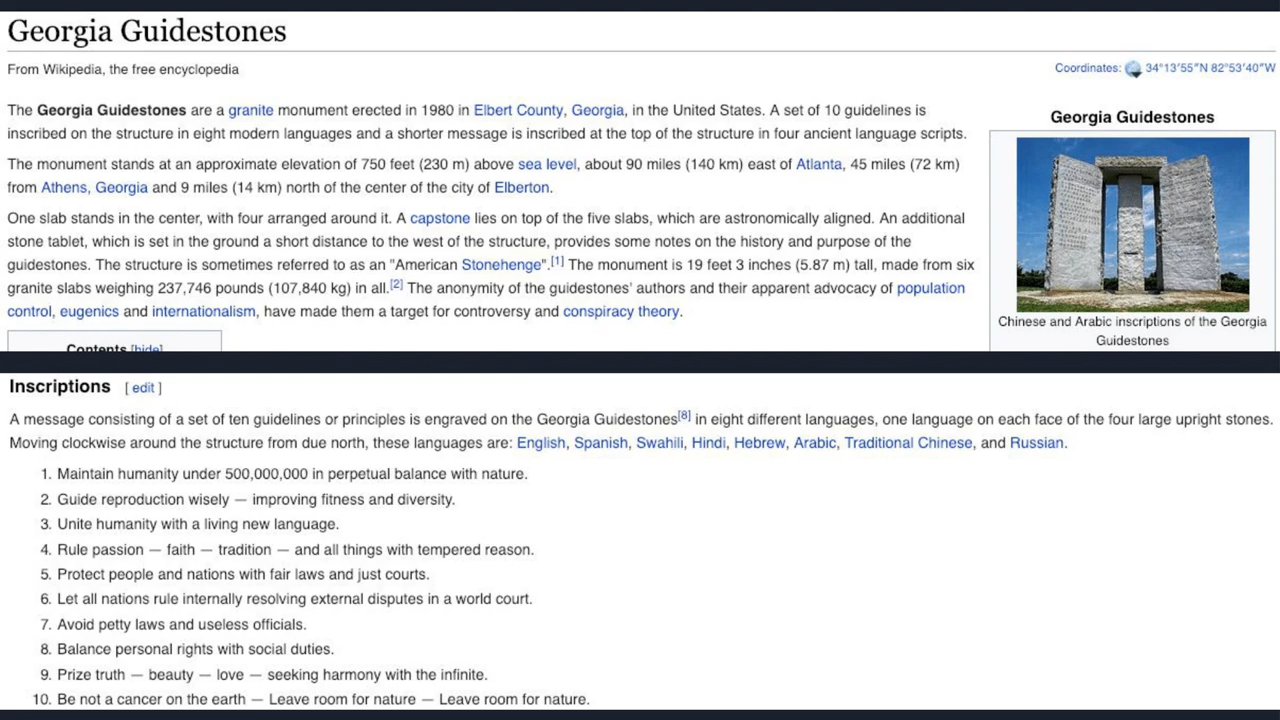 Georgia Guidestones
From Wikipedia, the free encyclopedia
Coordinates: 34°13′55″N 82°53′40″W
The Georgia Guidestones are a granite monument erected in 1980 in Elbert County, Georgia, in the United States. A set of 10 guidelines is
inscribed on the structure in eight modern languages and a shorter message is inscribed at the top of the structure in four ancient language scripts.
The monument stands at an approximate elevation of 750 feet (230 m) above sea level, about 90 miles (140 km) east of Atlanta, 45 miles (72 km)
from Athens, Georgia and 9 miles (14 km) north of the center of the city of Elberton.
One slab stands in the center, with four arranged around it. A capstone lies on top of the five slabs, which are astronomically aligned. An additional
stone tablet, which is set in the ground a short distance to the west of the structure, provides some notes on the history and purpose of the
guidestones. The structure is sometimes referred to as an "American Stonehenge".[1] The monument is 19 feet 3 inches (5.87 m) tall, made from six
granite slabs weighing 237,746 pounds (107,840 kg) in all.[2] The anonymity of the guidestones' authors and their apparent advocacy of population
control, eugenics and internationalism, have made them a target for controversy and conspiracy theory.
Contents [hide]
Georgia Guidestones
Chinese and Arabic inscriptions of the Georgia
Guidestones
Inscriptions [ edit ]
A message consisting of a set of ten guidelines or principles is engraved on the Georgia Guidestones[8] in eight different languages, one language on each face of the four large upright stones.
Moving clockwise around the structure from due north, these languages are: English, Spanish, Swahili, Hindi, Hebrew, Arabic, Traditional Chinese, and Russian.
1. Maintain humanity under 500,000,000 in perpetual balance with nature.
2. Guide reproduction wisely — improving fitness and diversity.
3. Unite humanity with a living new language.
4. Rule passion — faith — tradition — and all things with tempered reason.
5. Protect people and nations with fair laws and just courts.
6. Let all nations rule internally resolving external disputes in a world court.
7. Avoid petty laws and useless officials.
8. Balance personal rights with social duties.
9. Prize truth — beauty — love — seeking harmony with the infinite.
10. Be not a cancer on the earth — Leave room for nature — Leave room for nature.